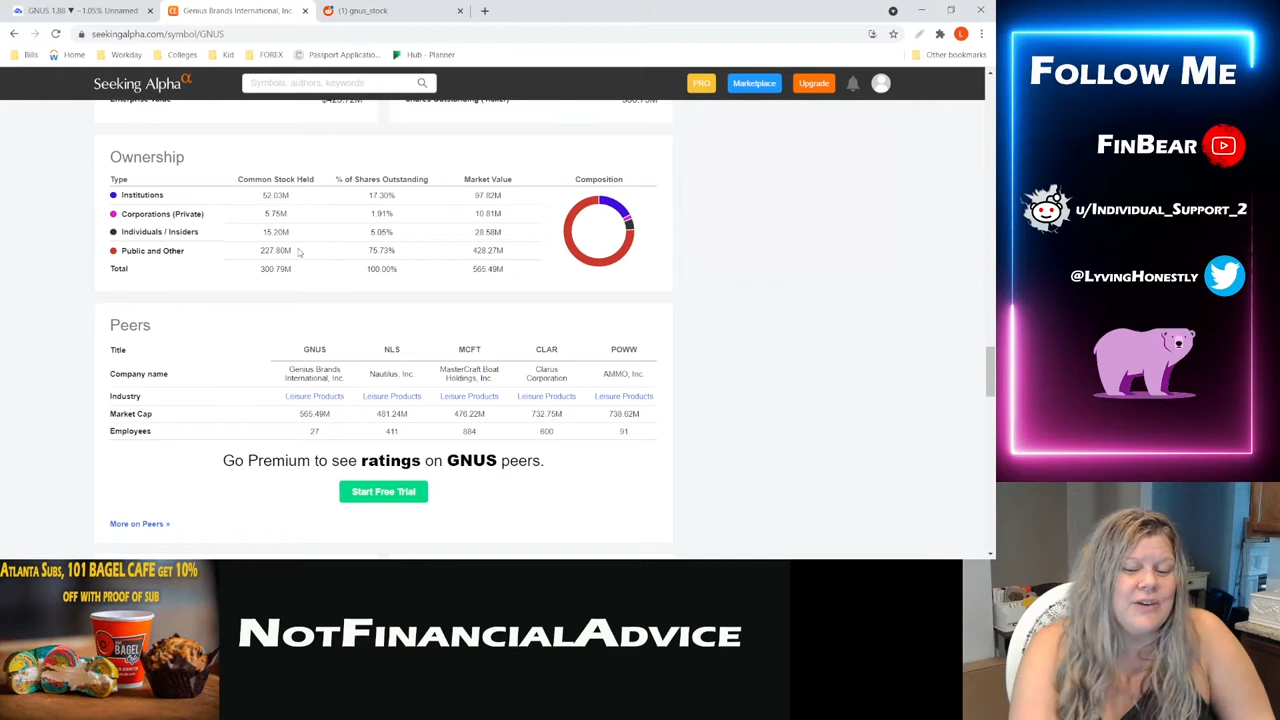 GNUS 1.88 ▼ −1.05% Unnamed
Genius Brands International, Inc.
(1) gnus_stock
seekingalpha.com/symbol/GNUS
Bills Home Workday Colleges Kid FOREX Passport Applicatio... Hub - Planner Other bookmarks
Seeking Alpha α
Symbols, authors, keywords
PRO Marketplace Upgrade
Enterprise Value
Ownership
Type Common Stock Held % of Shares Outstanding Market Value Composition
Institutions 52.03M 17.30% 97.82M
Corporations (Private) 5.75M 1.91% 10.81M
Individuals / Insiders 15.20M 5.05% 28.58M
Public and Other 227.80M 75.73% 428.27M
Total 300.79M 100.00% 565.49M
Peers
Title GNUS NLS MCFT CLAR POWW
Company name Genius Brands International, Inc. Nautilus, Inc. MasterCraft Boat Holdings, Inc. Clarus Corporation AMMO, Inc.
Industry Leisure Products Leisure Products Leisure Products Leisure Products Leisure Products
Market Cap 565.49M 481.24M 476.22M 732.75M 738.62M
Employees 27 411 884 600 91
Go Premium to see ratings on GNUS peers.
Start Free Trial
More on Peers »
Follow Me
FinBear
u/Individual_Support_2
@LyvingHonestly
Atlanta Subs, 101 BAGEL CAFE GET 10%
OFF WITH PROOF OF SUB
NotFinancialAdvice